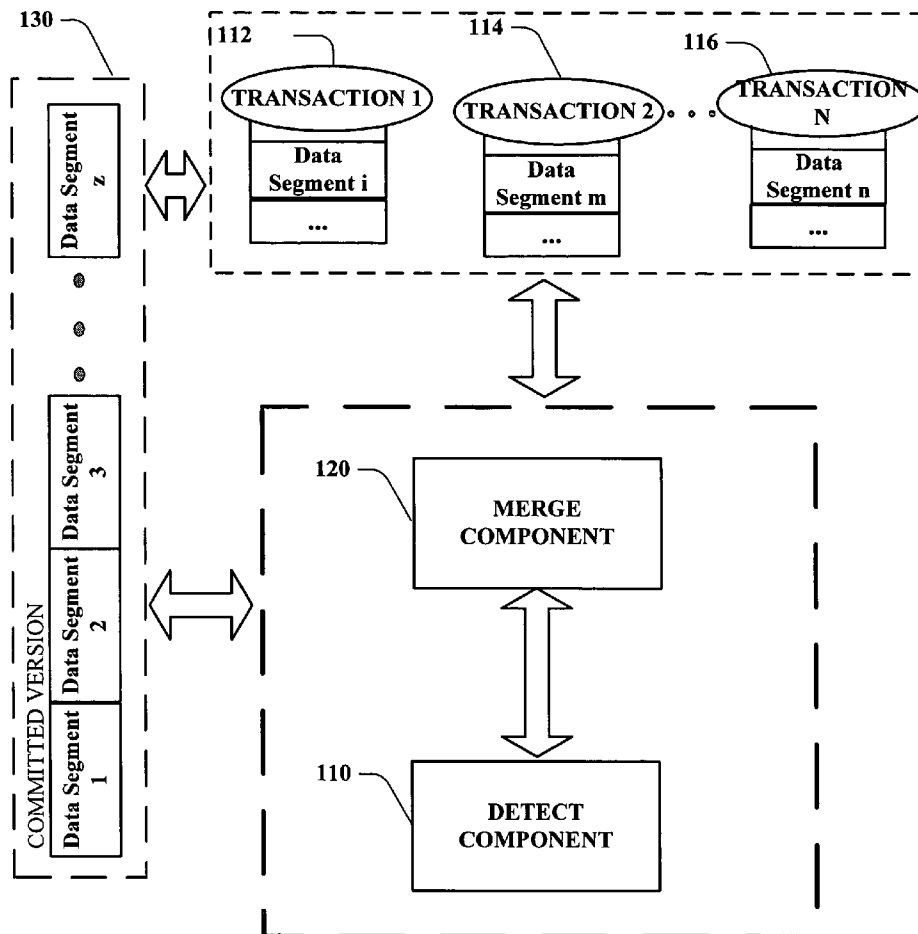 130
112
114
116
TRANSACTION 1
TRANSACTION 2
TRANSACTION
N
Data
Segment i
...
Data
Segment m
...
Data
Segment n
...
COMMITTED VERSION
Data Segment
z
Data Segment
3
Data Segment
2
Data Segment
1
120
MERGE
COMPONENT
110
DETECT
COMPONENT